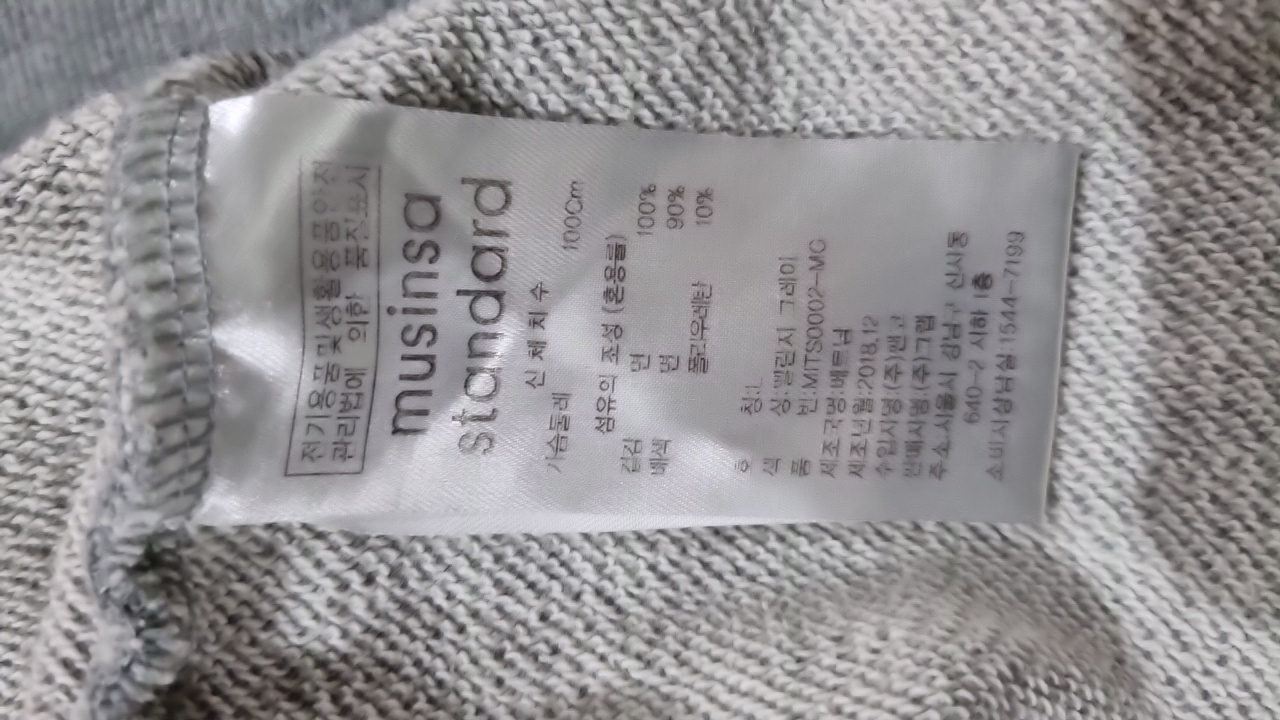 전기용품 및 생활용품 안전
관리법에 의한 품질표시
musinsa
standard
신 체 치 수
가슴둘레 100Cm
섬유의 조성 (혼용률)
겉감 면 100%
배색 면 90%
폴리우레탄 10%
호 칭:L
색 상:멜란지 그레이
품 번:MITS0002-MG
제조국명:베트남
제조년월:2018.12
수입자명:(주)
판매자명:(주)그랩
주소:서울시 강남구 신사동
640-2 지하 1층
소비자상담실:1544-7199